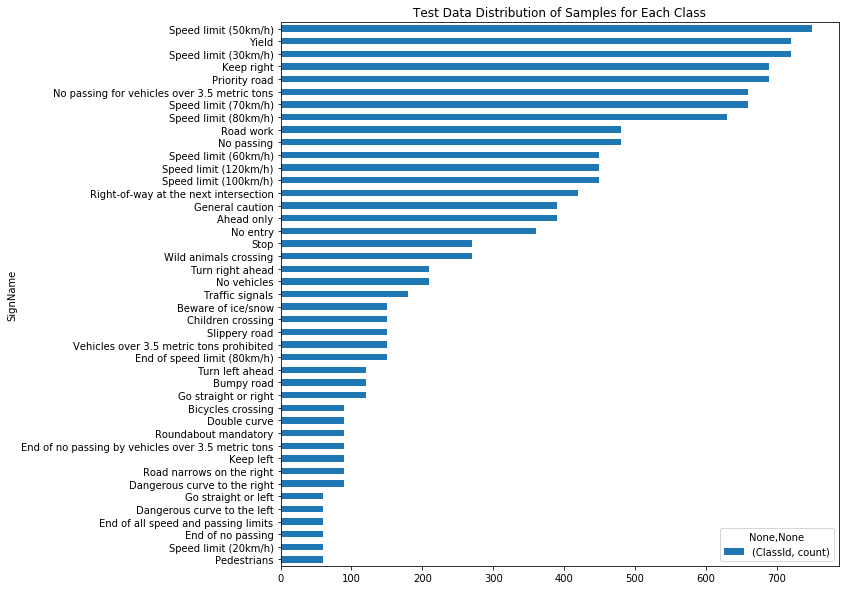 Test Data Distribution of Samples for Each Class
Speed limit (50km/h)
Yield
Speed limit (30km/h)
Keep right
Priority road
No passing for vehicles over 3.5 metric tons
Speed limit (70km/h)
Speed limit (80km/h)
Road work
No passing
Speed limit (60km/h)
Speed limit (120km/h)
Speed limit (100km/h)
Right-of-way at the next intersection
General caution
Ahead only
No entry
Stop
Wild animals crossing
Turn right ahead
No vehicles
Traffic signals
Beware of ice/snow
Children crossing
Slippery road
Vehicles over 3.5 metric tons prohibited
End of speed limit (80km/h)
Turn left ahead
Bumpy road
Go straight or right
Bicycles crossing
Double curve
Roundabout mandatory
End of no passing by vehicles over 3.5 metric tons
Keep left
Road narrows on the right
Dangerous curve to the right
Go straight or left
Dangerous curve to the left
End of all speed and passing limits
End of no passing
Speed limit (20km/h)
Pedestrians
SignName
None,None
(ClassId, count)
0 100 200 300 400 500 600 700